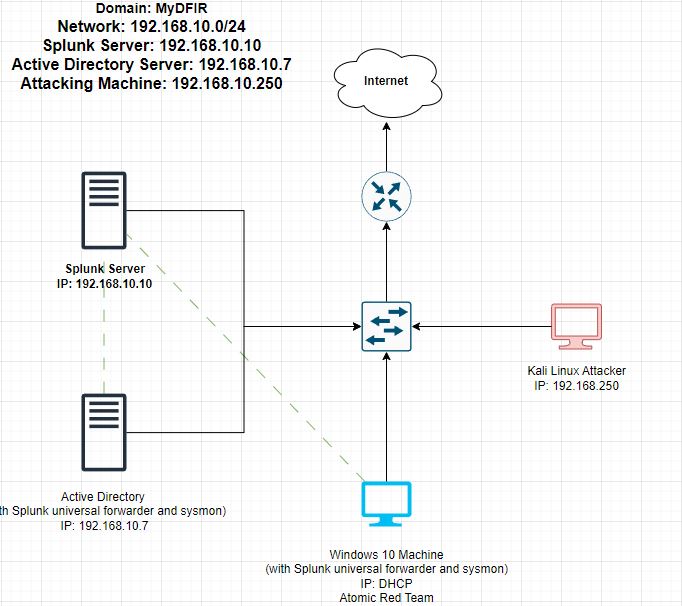 Domain: MyDFIR
Network: 192.168.10.0/24
Splunk Server: 192.168.10.10
Active Directory Server: 192.168.10.7
Attacking Machine: 192.168.10.250
Internet
Splunk Server
IP: 192.168.10.10
Kali Linux Attacker
IP: 192.168.250
Active Directory
th Splunk universal forwarder and sysmon)
IP: 192.168.10.7
Windows 10 Machine
(with Splunk universal forwarder and sysmon)
IP: DHCP
Atomic Red Team